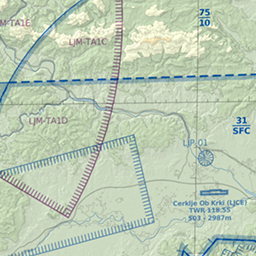 LJM-TA1E
75
10
LJM-TA1C
LJM-TA1D
31
SFC
LJP 01
Cerklje Ob Krki (LJCE)
TWR 119.55
503 - 2987m